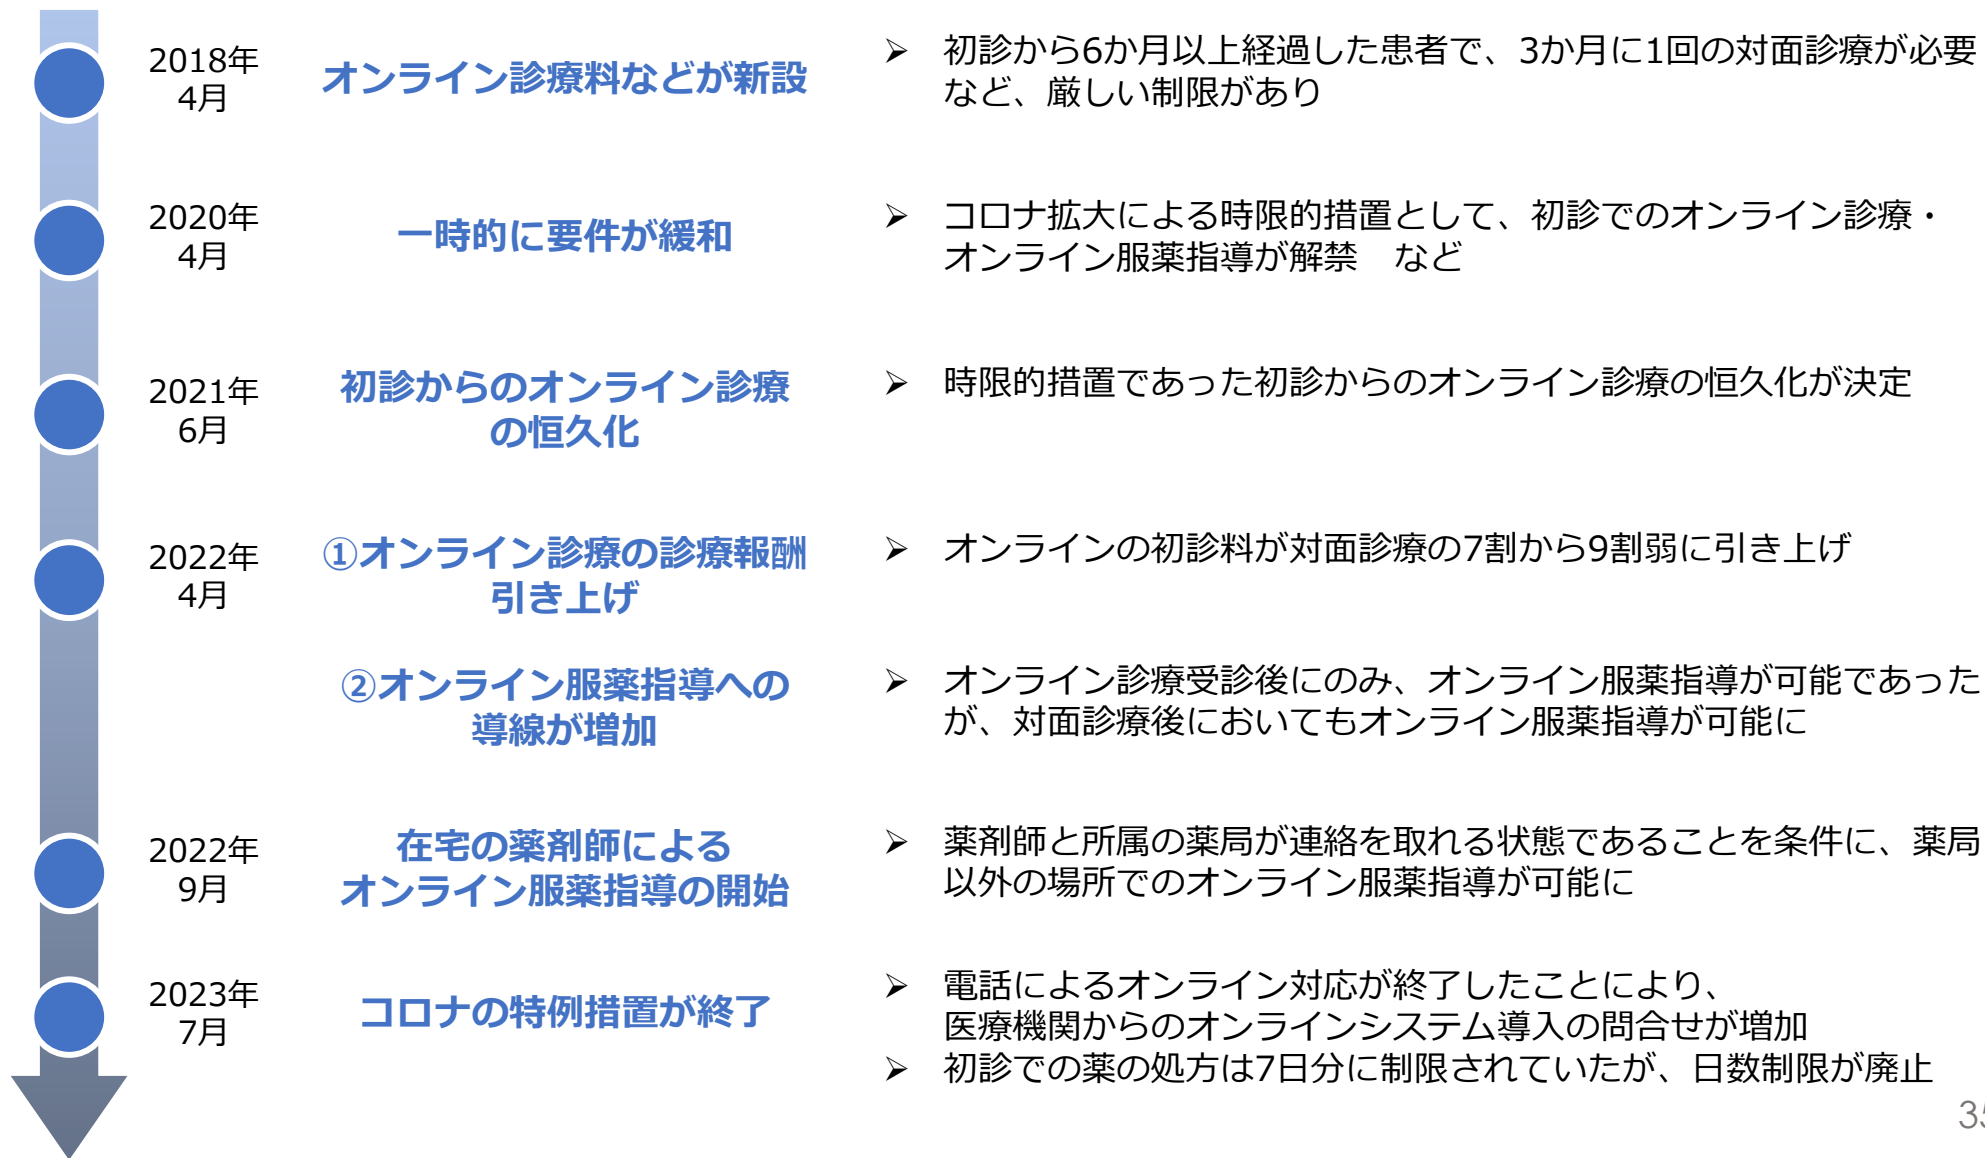 2018年
4月
オンライン診療料などが新設
➢ 初診から6か月以上経過した患者で、3か月に1回の対面診療が必要
など、厳しい制限があり
2020年
4月
一時的に要件が緩和
➢ コロナ拡大による時限的措置として、初診でのオンライン診療・
オンライン服薬指導が解禁　など
2021年
6月
初診からのオンライン診療
の恒久化
➢ 時限的措置であった初診からのオンライン診療の恒久化が決定
2022年
4月
①オンライン診療の診療報酬
引き上げ
➢ オンラインの初診料が対面診療の7割から9割弱に引き上げ
②オンライン服薬指導への
導線が増加
➢ オンライン診療受診後にのみ、オンライン服薬指導が可能であった
が、対面診療後においてもオンライン服薬指導が可能に
2022年
9月
在宅の薬剤師による
オンライン服薬指導の開始
➢ 薬剤師と所属の薬局が連絡を取れる状態であることを条件に、薬局
以外の場所でのオンライン服薬指導が可能に
2023年
7月
コロナの特例措置が終了
➢ 電話によるオンライン対応が終了したことにより、
医療機関からのオンラインシステム導入の問合せが増加
➢ 初診での薬の処方は7日分に制限されていたが、日数制限が廃止
35